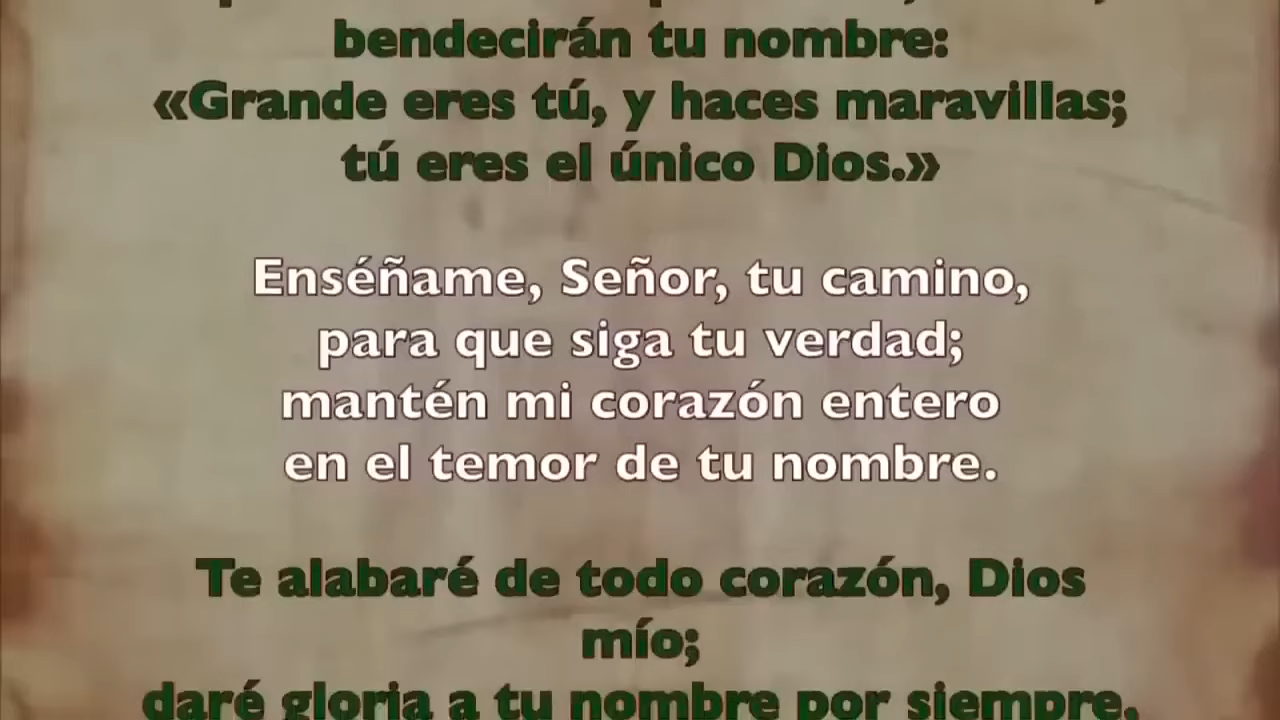 bendecirán tu nombre:
«Grande eres tú, y haces maravillas;
tú eres el único Dios.»
Enséñame, Señor, tu camino,
para que siga tu verdad;
mantén mi corazón entero
en el temor de tu nombre.
Te alabaré de todo corazón, Dios
mío;
daré gloria a tu nombre por siempre,